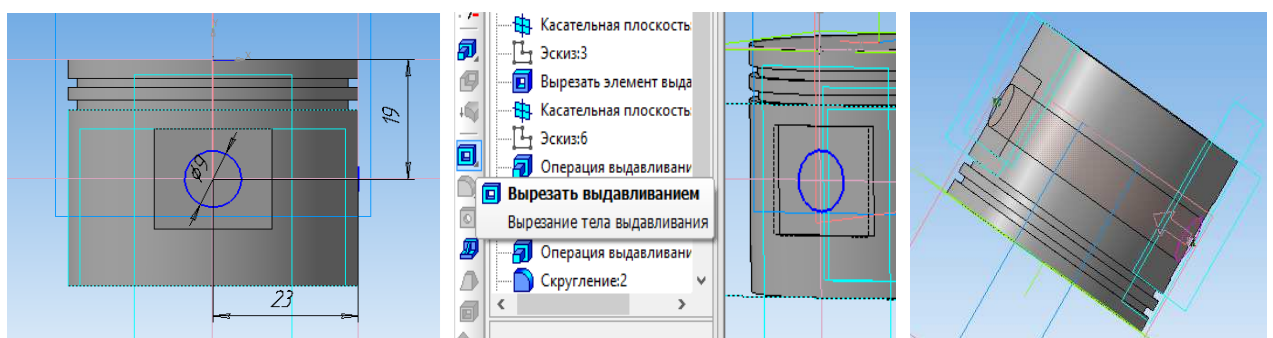 19
⌀9
23
Касательная плоскость:
Эскиз:3
Вырезать элемент выда
Касательная плоскость:
Эскиз:6
Операция выдавливани
Вырезать выдавливанием
Вырезание тела выдавливания
Операция выдавливани
Скругление:2